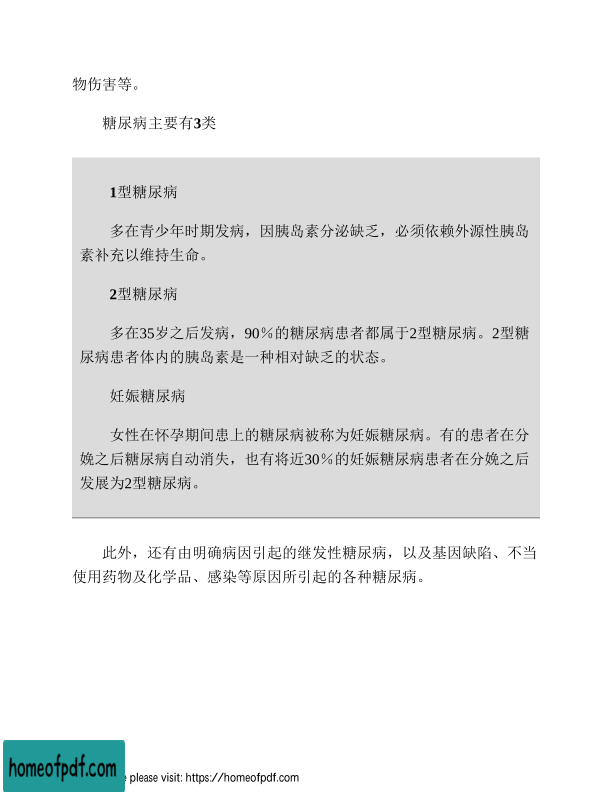 物伤害等。
糖尿病主要有3类
1型糖尿病
多在青少年时期发病，因胰岛素分泌缺乏，必须依赖外源性胰岛
素补充以维持生命。
2型糖尿病
多在35岁之后发病，90%的糖尿病患者都属于2型糖尿病。2型糖
尿病患者体内的胰岛素是一种相对缺乏的状态。
妊娠糖尿病
女性在怀孕期间患上的糖尿病被称为妊娠糖尿病。有的患者在分
娩之后糖尿病自动消失，也有将近30%的妊娠糖尿病患者在分娩之后
发展为2型糖尿病。
此外，还有由明确病因引起的继发性糖尿病，以及基因缺陷、不当
使用药物及化学品、感染等原因所引起的各种糖尿病。
homeofpdf.com
please visit: https://homeofpdf.com